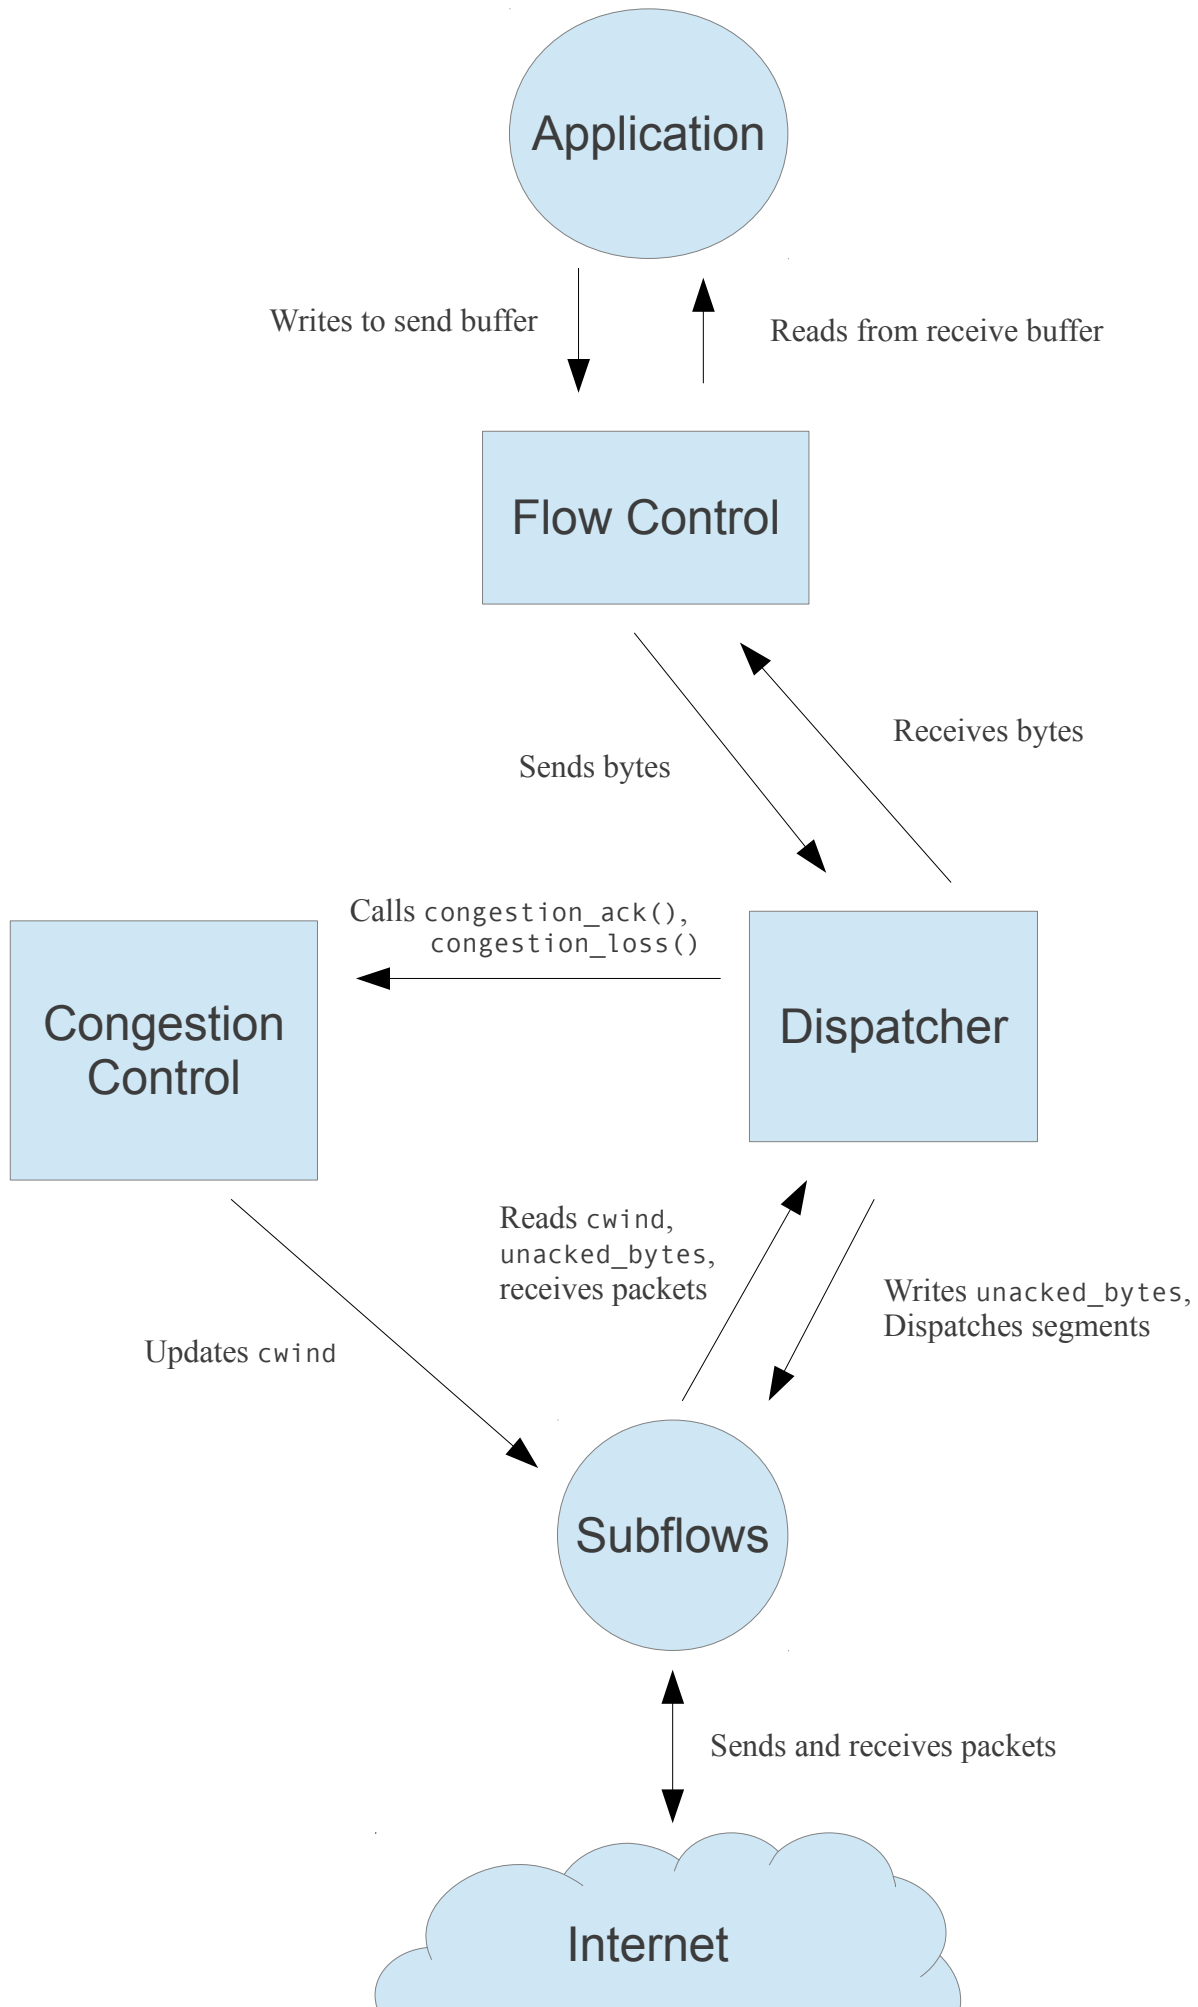 Application
Writes to send buffer
Reads from receive buffer
Flow Control
Receives bytes
Sends bytes
Calls congestion_ack(),
congestion_loss()
Congestion
Control
Dispatcher
Reads cwind,
unacked_bytes,
receives packets
Writes unacked_bytes,
Dispatches segments
Updates cwind
Subflows
Sends and receives packets
Internet